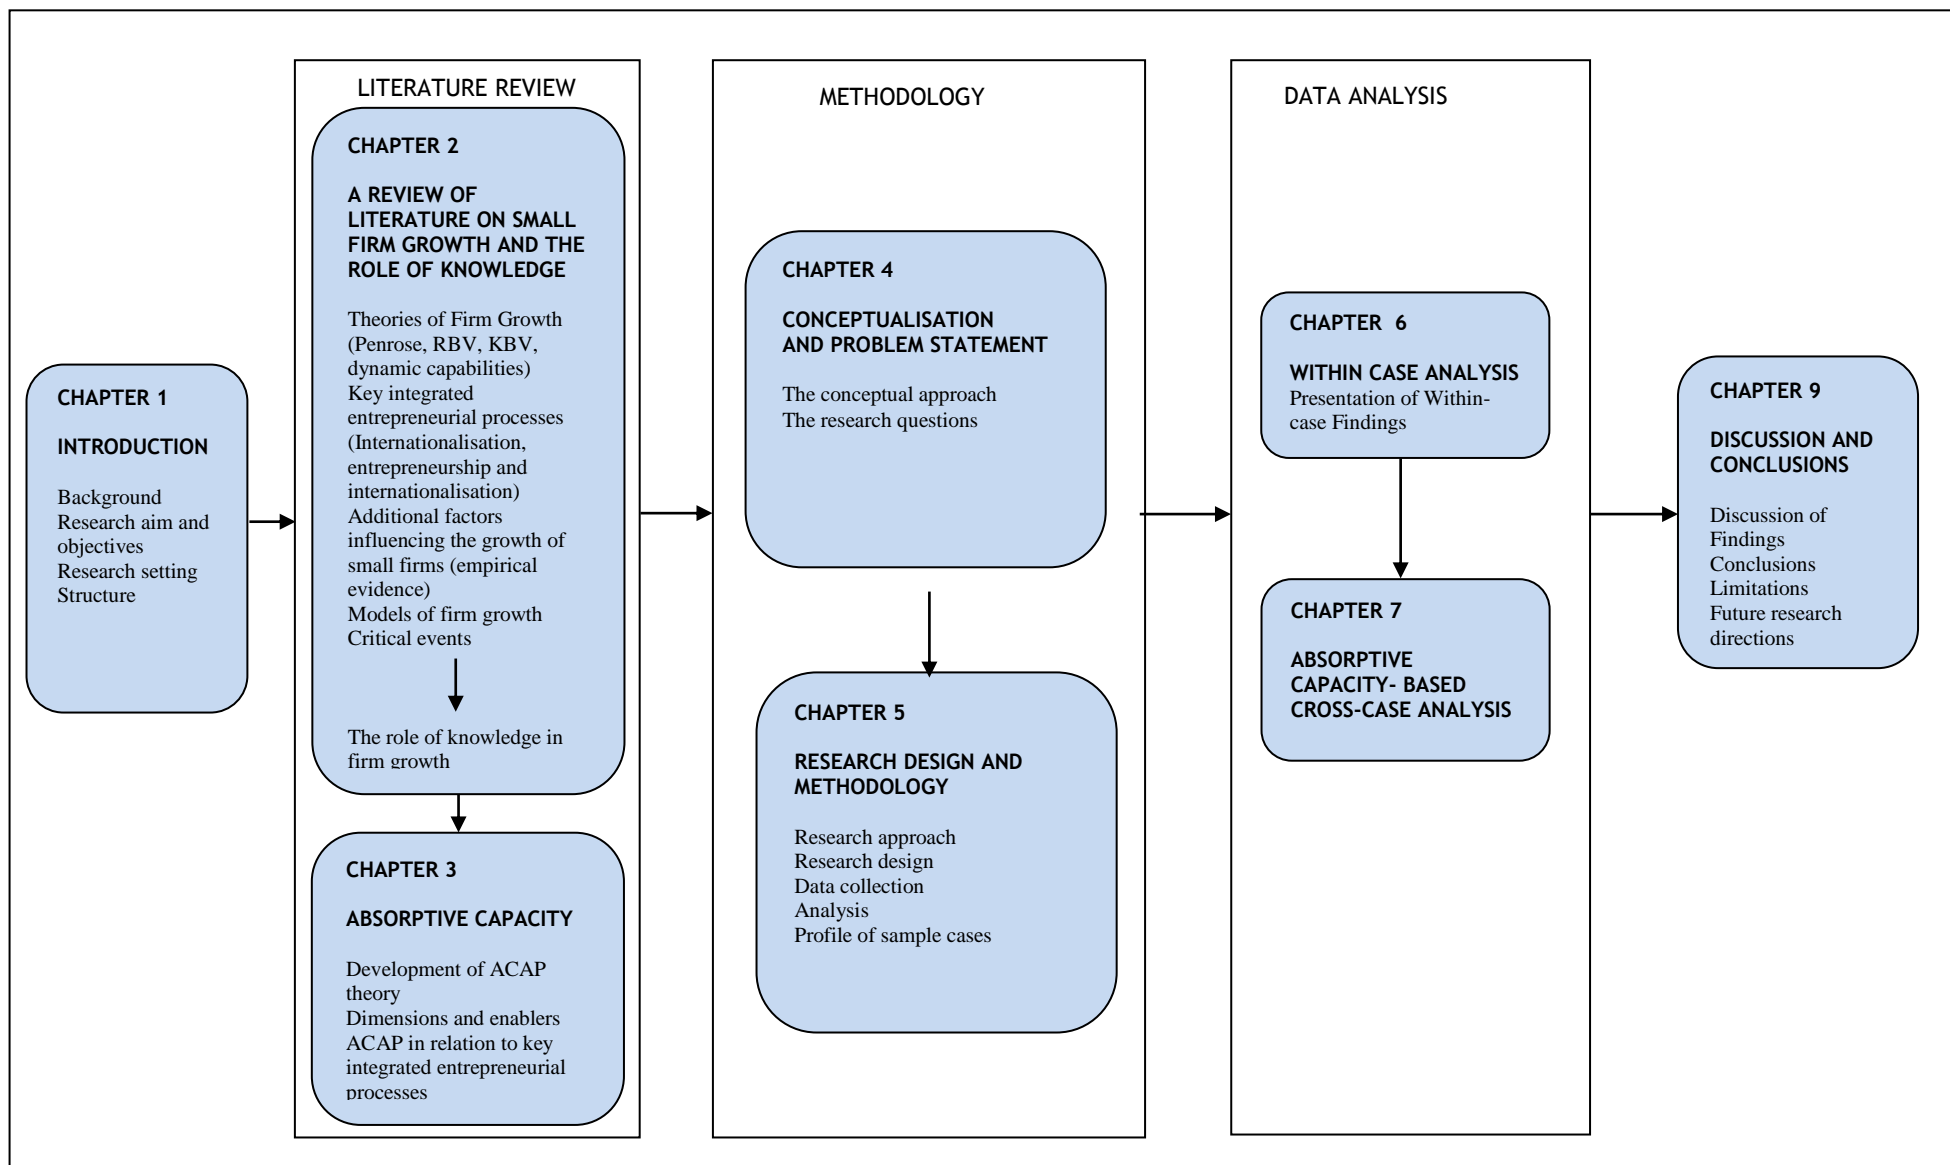 CHAPTER 1
INTRODUCTION
Background
Research aim and
objectives
Research setting
Structure
LITERATURE REVIEW
CHAPTER 2
A REVIEW OF
LITERATURE ON SMALL
FIRM GROWTH AND THE
ROLE OF KNOWLEDGE
Theories of Firm Growth
(Penrose, RBV, KBV,
dynamic capabilities)
Key integrated
entrepreneurial processes
(Internationalisation,
entrepreneurship and
internationalisation)
Additional factors
influencing the growth of
small firms (empirical
evidence)
Models of firm growth
Critical events
The role of knowledge in
firm growth
CHAPTER 3
ABSORPTIVE CAPACITY
Development of ACAP
theory
Dimensions and enablers
ACAP in relation to key
integrated entrepreneurial
processes
METHODOLOGY
CHAPTER 4
CONCEPTUALISATION
AND PROBLEM STATEMENT
The conceptual approach
The research questions
CHAPTER 5
RESEARCH DESIGN AND
METHODOLOGY
Research approach
Research design
Data collection
Analysis
Profile of sample cases
DATA ANALYSIS
CHAPTER 6
WITHIN CASE ANALYSIS
Presentation of Within-
case Findings
CHAPTER 7
ABSORPTIVE
CAPACITY- BASED
CROSS-CASE ANALYSIS
CHAPTER 9
DISCUSSION AND
CONCLUSIONS
Discussion of
Findings
Conclusions
Limitations
Future research
directions